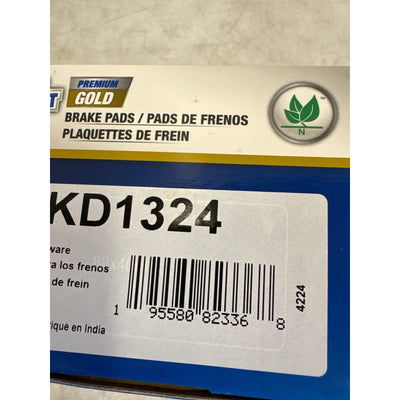 T PREMIUM
GOLD
BRAKE PADS / PADS DE FRENOS
PLAQUETTES DE FREIN
N
KD1324
ware
ra los frenos
de frein
1 95580 82336 8
4224
riqué en India